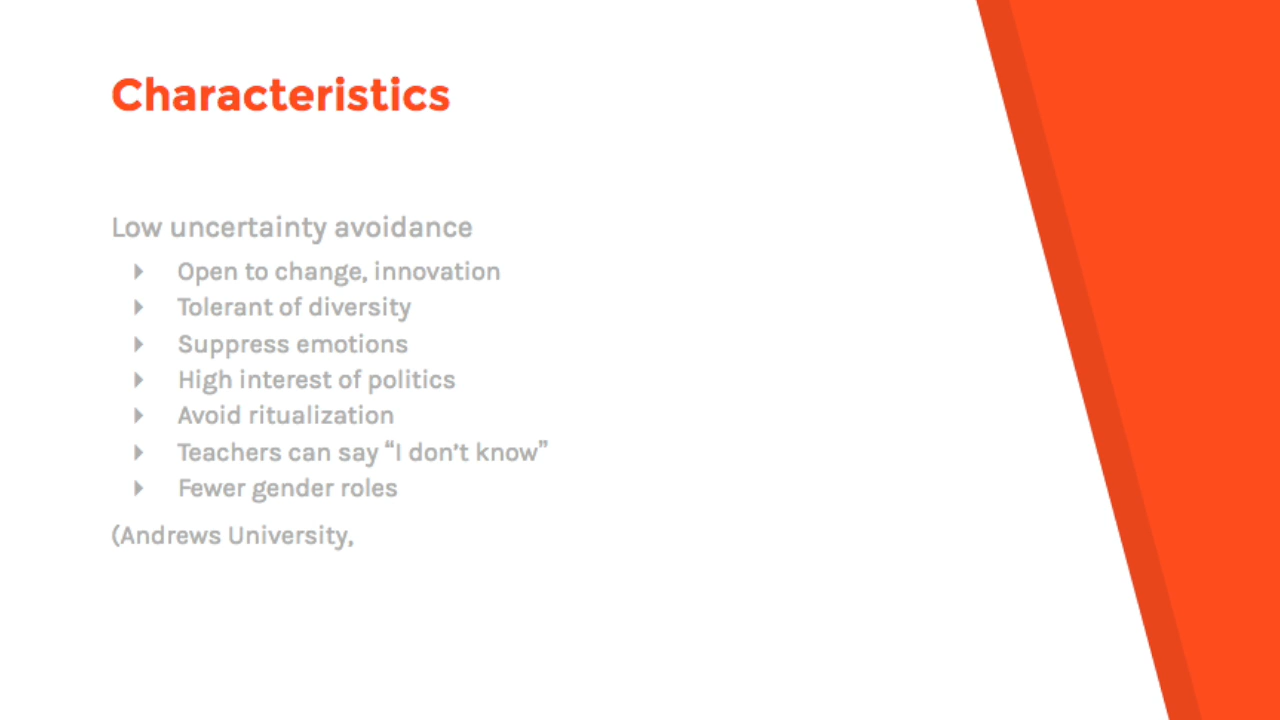 Characteristics
Low uncertainty avoidance
Open to change, innovation
Tolerant of diversity
Suppress emotions
High interest of politics
Avoid ritualization
Teachers can say “I don’t know”
Fewer gender roles
(Andrews University,